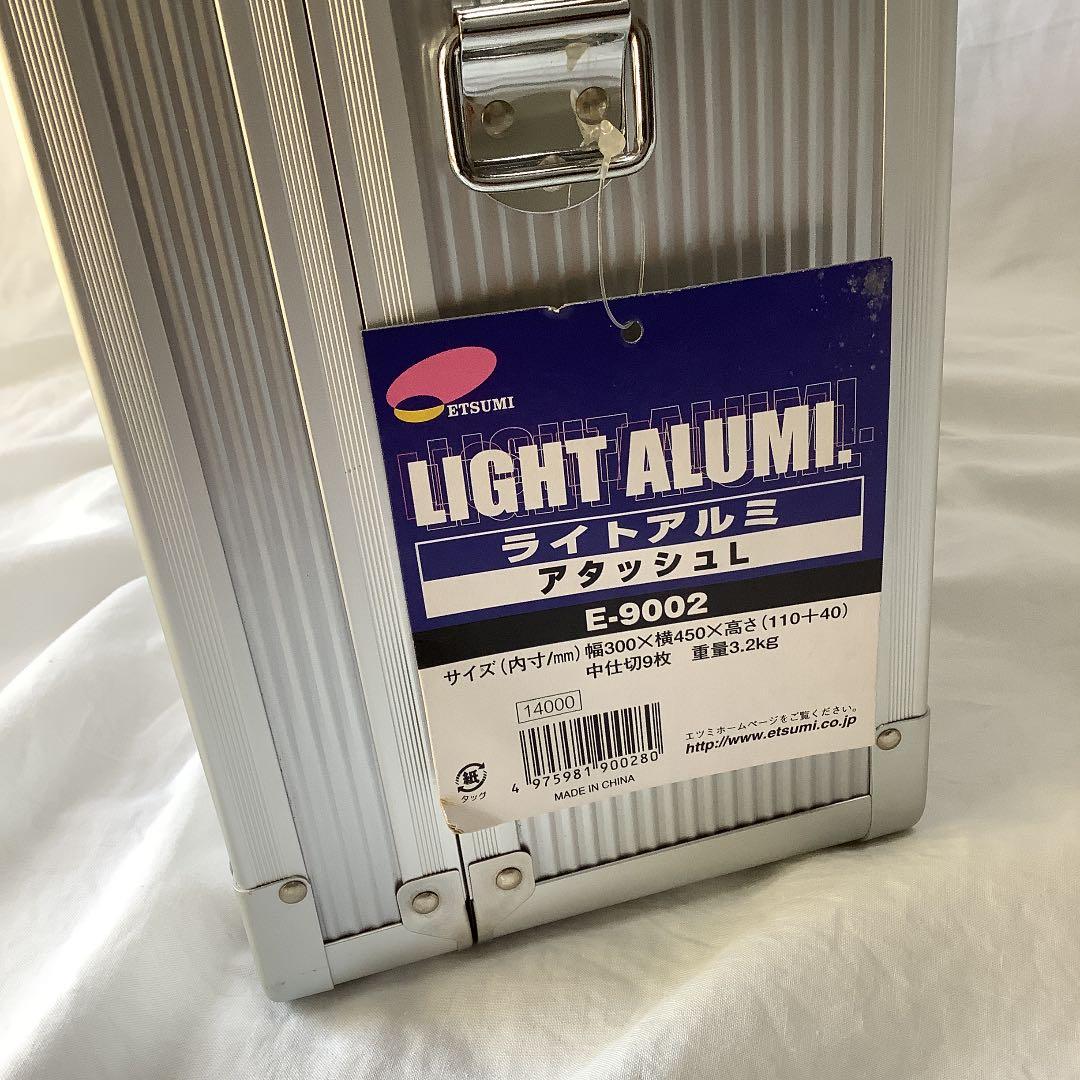 ETSUMI
LIGHT ALUMI.
ライトアルミ
アタッシュL
E-9002
サイズ(内寸/mm)幅300×横450×高さ(110+40)
中仕切9枚 重量3.2kg
14000
4 975981 900280
MADE IN CHINA
紙
タッグ
エツミホームページをご覧ください。
http://www.etsumi.co.jp